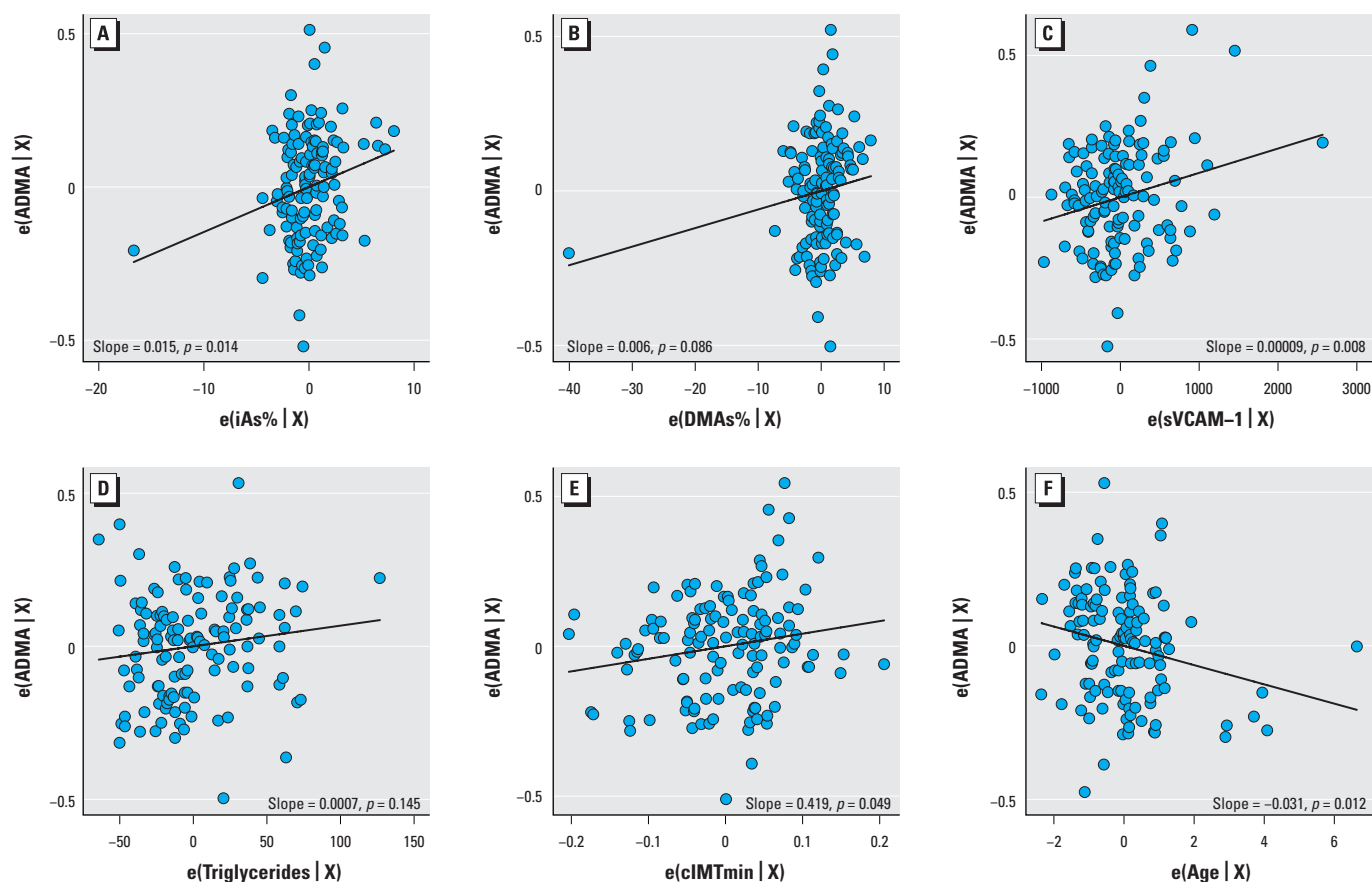 A
0.5
0
−0.5
e(ADMA | X)
Slope = 0.015, p = 0.014
−20
−10
0
10
e(iAs% | X)
B
0.5
0
−0.5
e(ADMA | X)
Slope = 0.006, p = 0.086
−40
−30
−20
−10
0
10
e(DMAs% | X)
C
0.5
0
−0.5
e(ADMA | X)
Slope = 0.00009, p = 0.008
−1000
0
1000
2000
3000
e(sVCAM−1 | X)
D
0.5
0
−0.5
e(ADMA | X)
Slope = 0.0007, p = 0.145
−50
0
50
100
150
e(Triglycerides | X)
E
0.5
0
−0.5
e(ADMA | X)
Slope = 0.419, p = 0.049
−0.2
−0.1
0
0.1
0.2
e(cIMTmin | X)
F
0.5
0
−0.5
e(ADMA | X)
Slope = −0.031, p = 0.012
−2
0
2
4
6
e(Age | X)